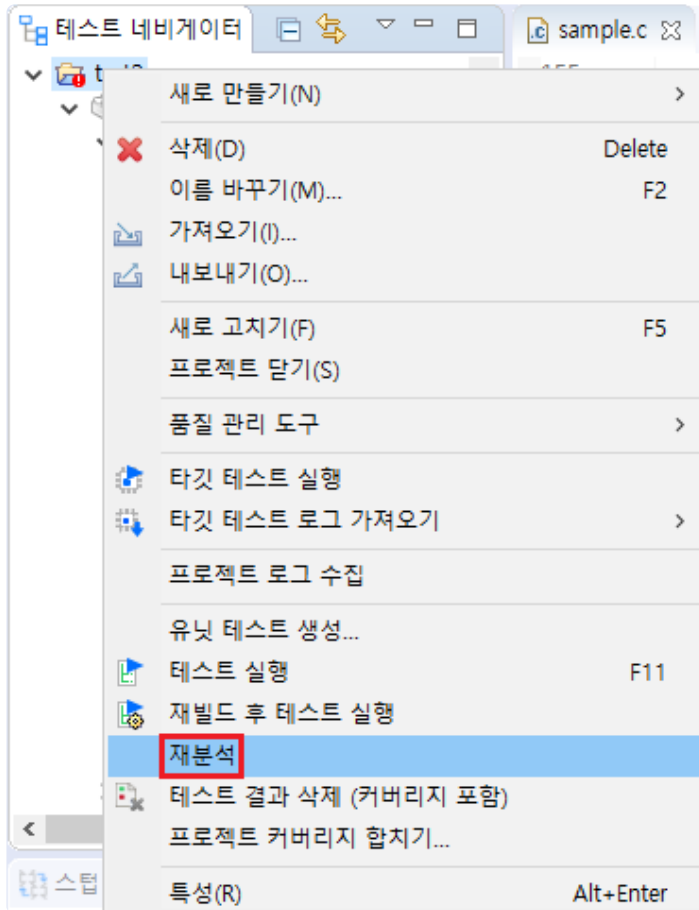 테스트 네비게이터
sample.c
새로 만들기(N)
삭제(D) Delete
이름 바꾸기(M)... F2
가져오기(I)...
내보내기(O)...
새로 고치기(F) F5
프로젝트 닫기(S)
품질 관리 도구
타깃 테스트 실행
타깃 테스트 로그 가져오기
프로젝트 로그 수집
유닛 테스트 생성...
테스트 실행 F11
재빌드 후 테스트 실행
재분석
테스트 결과 삭제 (커버리지 포함)
프로젝트 커버리지 합치기...
스텁
특성(R) Alt+Enter